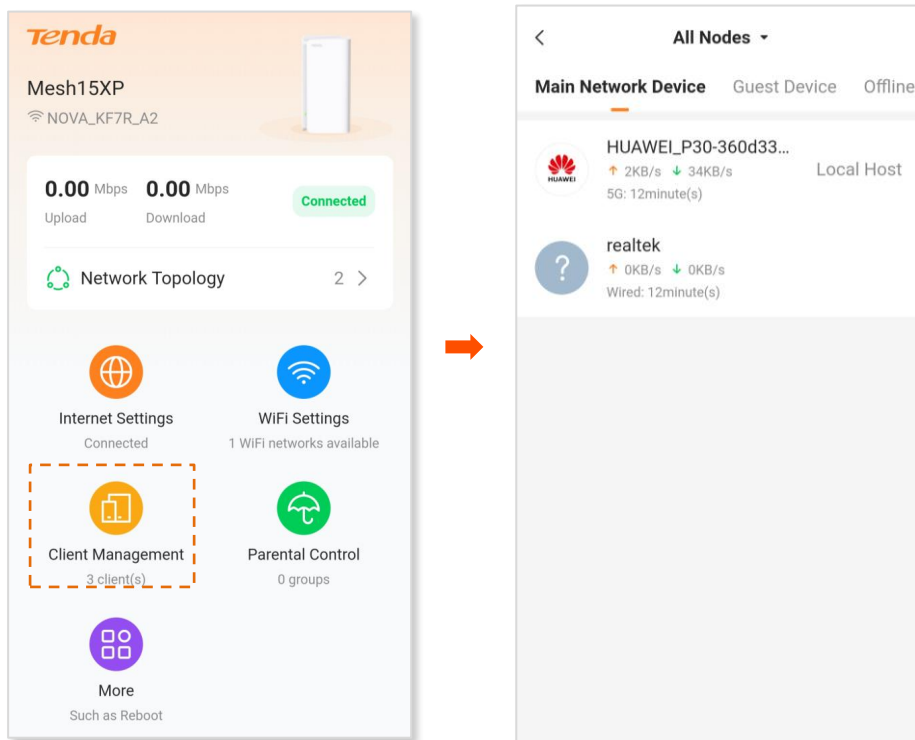 Tenda
Mesh15XP
NOVA_KF7R_A2
0.00 Mbps 0.00 Mbps
Upload Download
Connected
Network Topology 2
Internet Settings
Connected
WiFi Settings
1 WiFi networks available
Client Management
3 client(s)
Parental Control
0 groups
More
Such as Reboot
All Nodes
Main Network Device Guest Device Offline
HUAWEI
HUAWEI_P30-360d33...
2KB/s 34KB/s
5G: 12minute(s)
Local Host
?
realtek
0KB/s 0KB/s
Wired: 12minute(s)